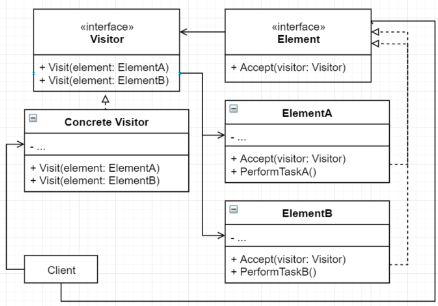 «interface»
Visitor
+ Visit(element: ElementA)
+ Visit(element: ElementB)
«interface»
Element
+ Accept(visitor: Visitor)
Concrete Visitor
- ...
+ Visit(element: ElementA)
+ Visit(element: ElementB)
ElementA
- ...
+ Accept(visitor: Visitor)
+ PerformTaskA()
ElementB
- ...
+ Accept(visitor: Visitor)
+ PerformTaskB()
Client